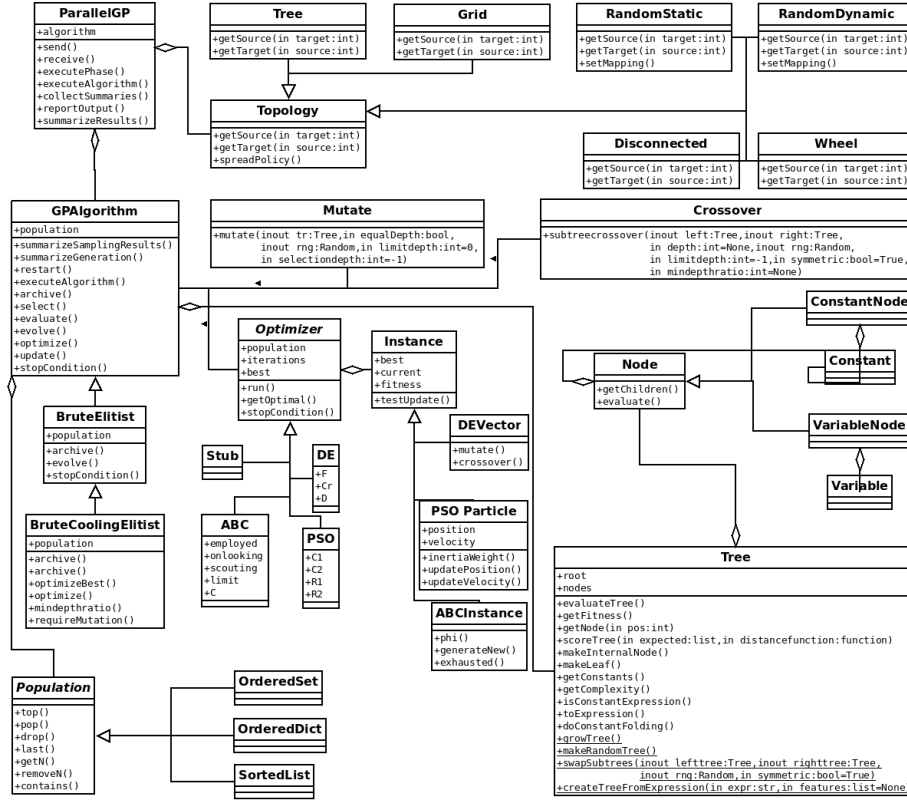 ParallelGP
+algorithm
+send()
+receive()
+executePhase()
+executeAlgorithm()
+collectSummaries()
+reportOutput()
+summarizeResults()
Tree
+getSource(in target:int)
+getTarget(in source:int)
Grid
+getSource(in target:int)
+getTarget(in source:int)
RandomStatic
+getSource(in target:int)
+getTarget(in source:int)
+setMapping()
RandomDynamic
+getSource(in target:int)
+getTarget(in source:int)
+setMapping()
Topology
+getSource(in target:int)
+getTarget(in source:int)
+spreadPolicy()
Disconnected
+getSource(in target:int)
+getTarget(in source:int)
Wheel
+getSource(in target:int)
+getTarget(in source:int)
GPAlgorithm
+population
+summarizeSamplingResults()
+summarizeGeneration()
+restart()
+executeAlgorithm()
+archive()
+select()
+evaluate()
+evolve()
+optimize()
+update()
+stopCondition()
Mutate
+mutate(inout tr:Tree,in equalDepth:bool,
inout rng:Random,in limitdepth:int=0,
in selectiondepth:int=-1)
Crossover
+subtreecrossover(inout left:Tree,inout right:Tree,
in depth:int=None,inout rng:Random,
in limitdepth:int=-1,in symmetric:bool=True,
in mindepthratio:int=None)
Optimizer
+population
+iterations
+best
+run()
+getOptimal()
+stopCondition()
Instance
+best
+current
+fitness
+testUpdate()
Node
+getChildren()
+evaluate()
ConstantNode
Constant
VariableNode
Variable
BruteElitist
+population
+archive()
+evolve()
+stopCondition()
Stub
DE
+F
+Cr
+D
DEVector
+mutate()
+crossover()
BruteCoolingElitist
+population
+archive()
+archive()
+optimizeBest()
+optimize()
+mindepthratio()
+requireMutation()
ABC
+employed
+onlooking
+scouting
+limit
+C
PSO
+C1
+C2
+R1
+R2
PSO Particle
+position
+velocity
+inertiaWeight()
+updatePosition()
+updateVelocity()
ABCInstance
+phi()
+generateNew()
+exhausted()
Tree
+root
+nodes
+evaluateTree()
+getFitness()
+getNode(in pos:int)
+scoreTree(in expected:list,in distancefunction:function)
+makeInternalNode()
+makeLeaf()
+getConstants()
+getComplexity()
+isConstantExpression()
+toExpression()
+doConstantFolding()
+growTree()
+makeRandomTree()
+swapSubtrees(inout lefttree:Tree,inout righttree:Tree,
inout rng:Random,in symmetric:bool=True)
+createTreeFromExpression(in expr:str,in features:list=None)
Population
+top()
+pop()
+drop()
+last()
+getN()
+removeN()
+contains()
OrderedSet
OrderedDict
SortedList